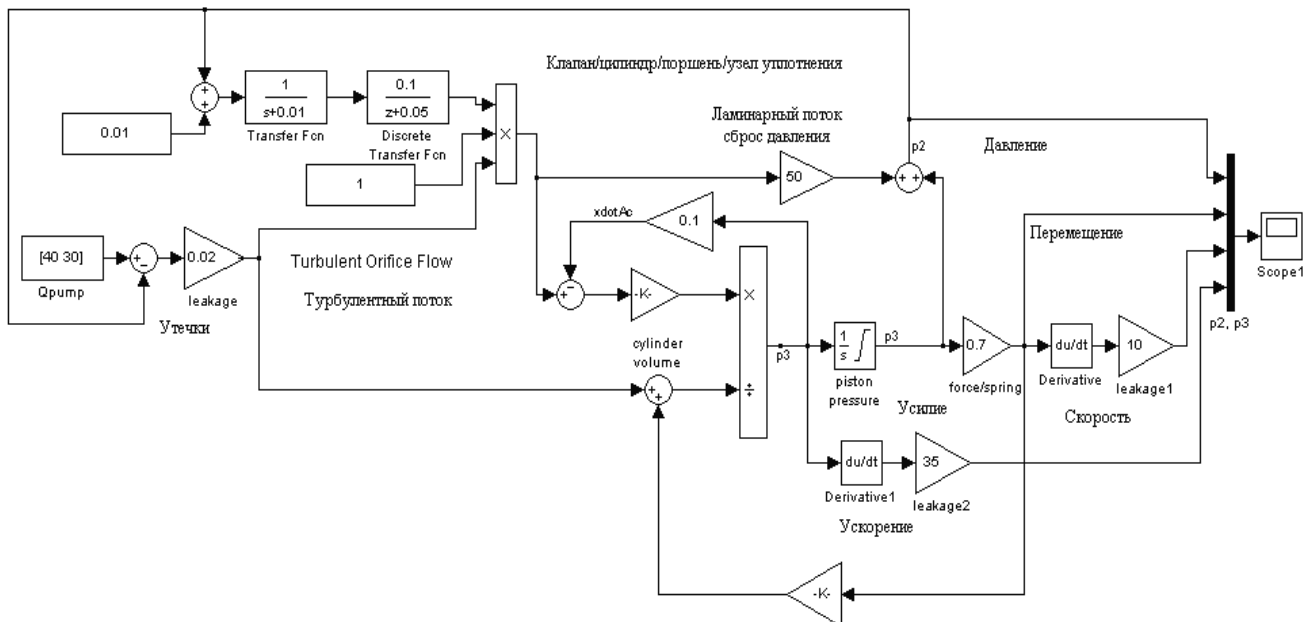 Клапан/цилиндр/поршень/узел уплотнения
1
s+0.01
Transfer Fcn
0.1
z+0.05
Discrete
Transfer Fcn
0.01
1
×
Ламинарный поток
сброс давления
50
p2
+ +
Давление
+
+
xdotAc
0.1
Перемещение
Scope1
p2, p3
[40 30]
Qpump
+
−
0.02
leakage
Утечки
Turbulent Orifice Flow
Турбулентный поток
+
−
-K-
×
÷
cylinder
volume
+
+
p3
1
s
piston
pressure
p3
0.7
force/spring
Усилие
du/dt
Derivative
10
leakage1
Скорость
du/dt
Derivative1
35
leakage2
Ускорение
-K-